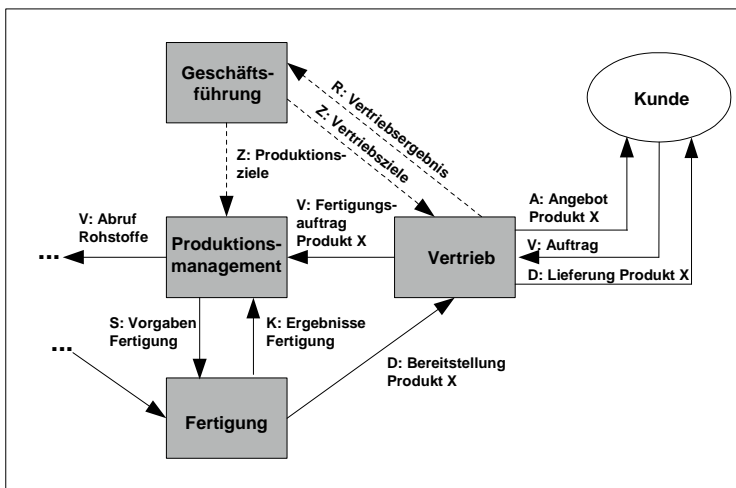 Geschäfts-
führung
Kunde
R: Vertriebsergebnis
Z: Vertriebsziele
Z: Produktions-
ziele
A: Angebot
Produkt X
V: Abruf
Rohstoffe
V: Fertigungs-
auftrag
Produkt X
...
Produktions-
management
Vertrieb
V: Auftrag
D: Lieferung Produkt X
S: Vorgaben
Fertigung
K: Ergebnisse
Fertigung
...
D: Bereitstellung
Produkt X
Fertigung